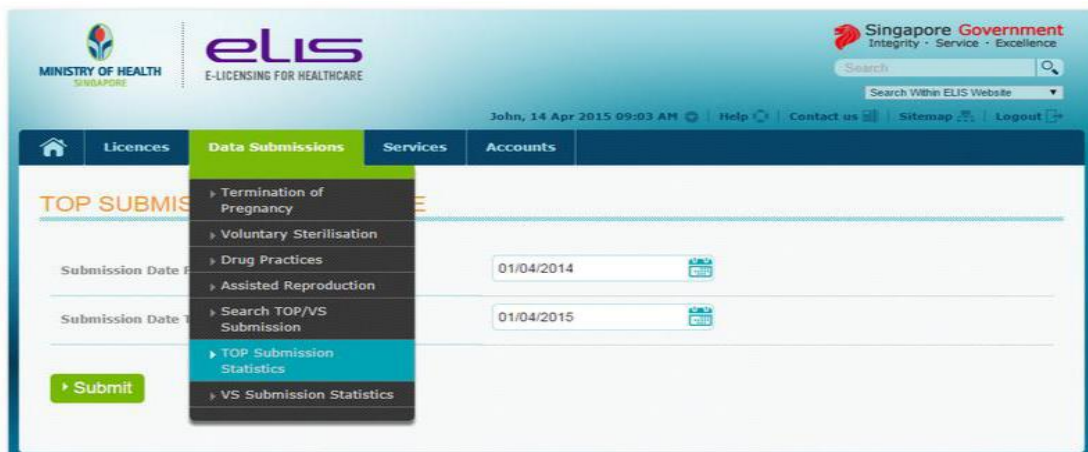 Singapore Government
Integrity · Service · Excellence
MINISTRY OF HEALTH
SINGAPORE
eLIS
E-LICENSING FOR HEALTHCARE
Search
Search Within ELIS Website
John, 14 Apr 2015 09:03 AM | Help | Contact us | Sitemap | Logout
Licences Data Submissions Services Accounts
TOP SUBMIS E
Termination of
Pregnancy
Voluntary Sterilisation
Drug Practices
Assisted Reproduction
Search TOP/VS
Submission
TOP Submission
Statistics
VS Submission Statistics
Submission Date F 01/04/2014
Submission Date T 01/04/2015
Submit